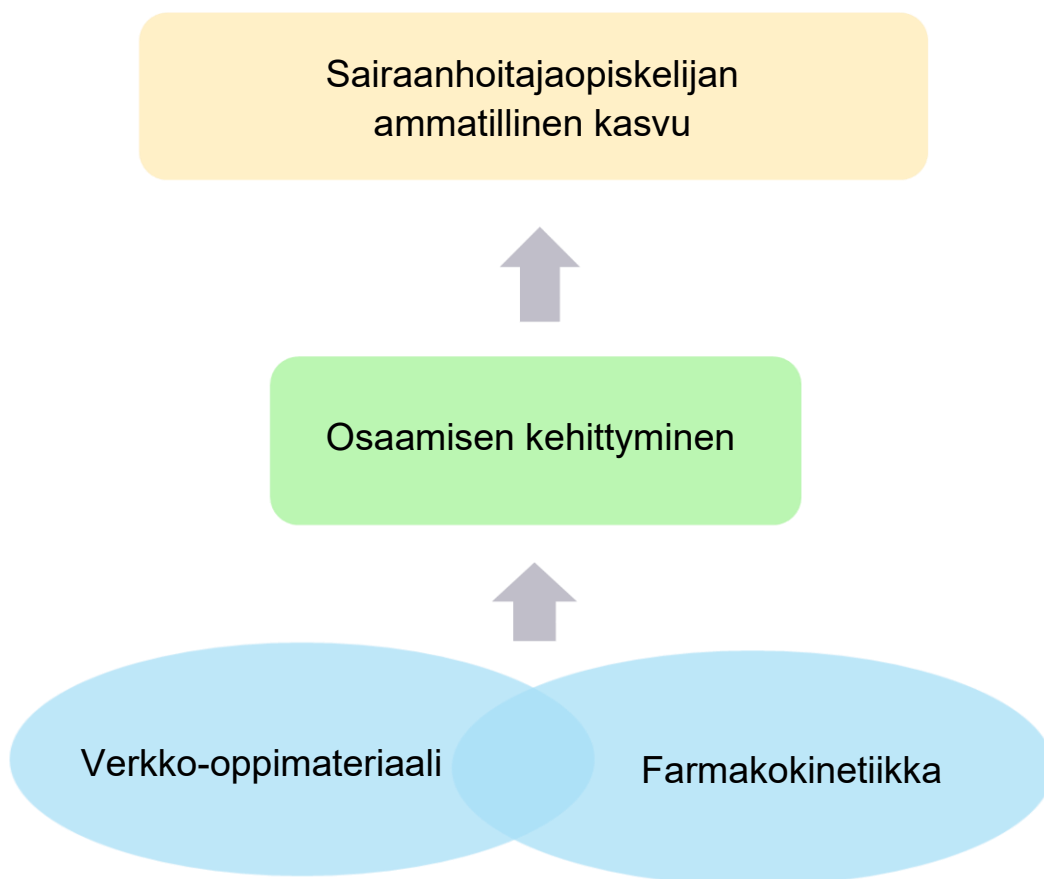 Sairaanhoitajaopiskelijan
ammatillinen kasvu
Osaamisen kehittyminen
Verkko-oppimateriaali
Farmakokinetiikka